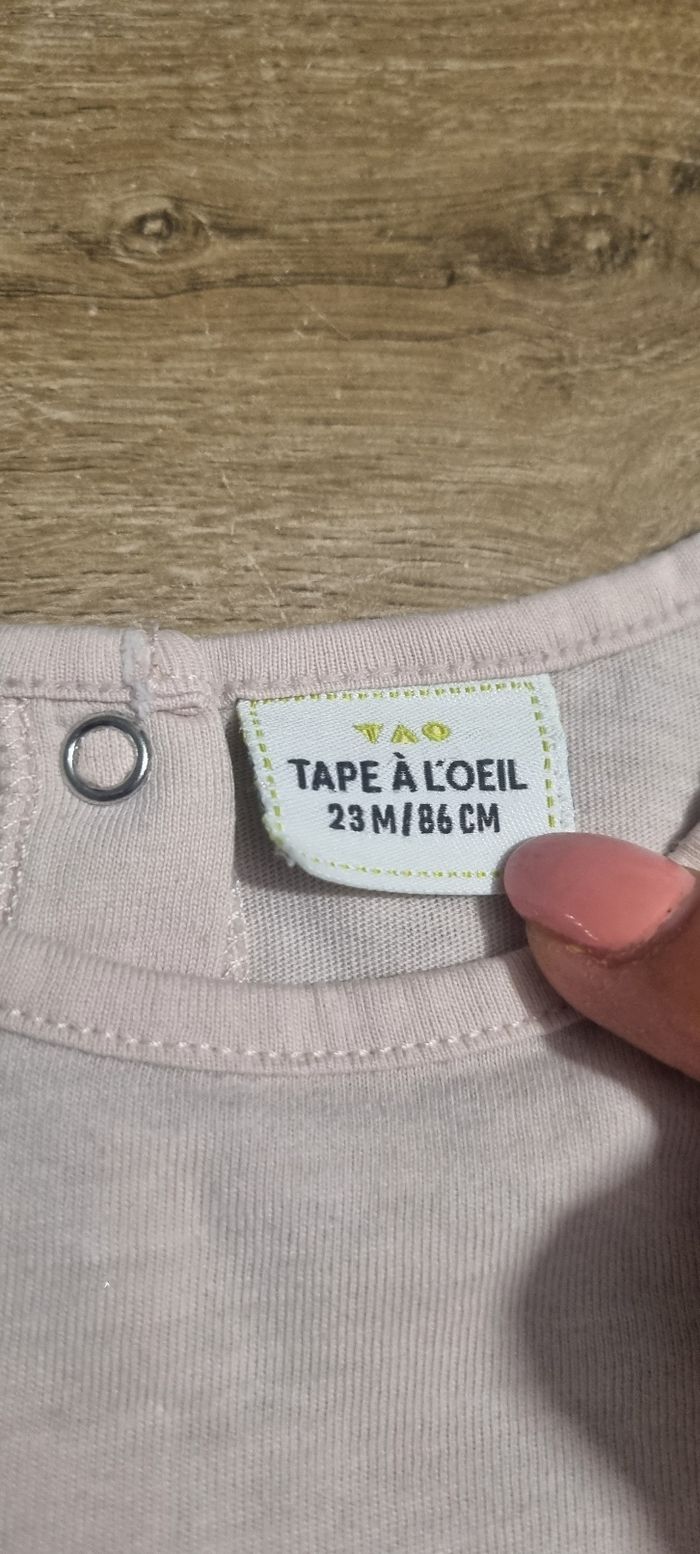 TAO
TAPE À L'OEIL
23 M/86 CM